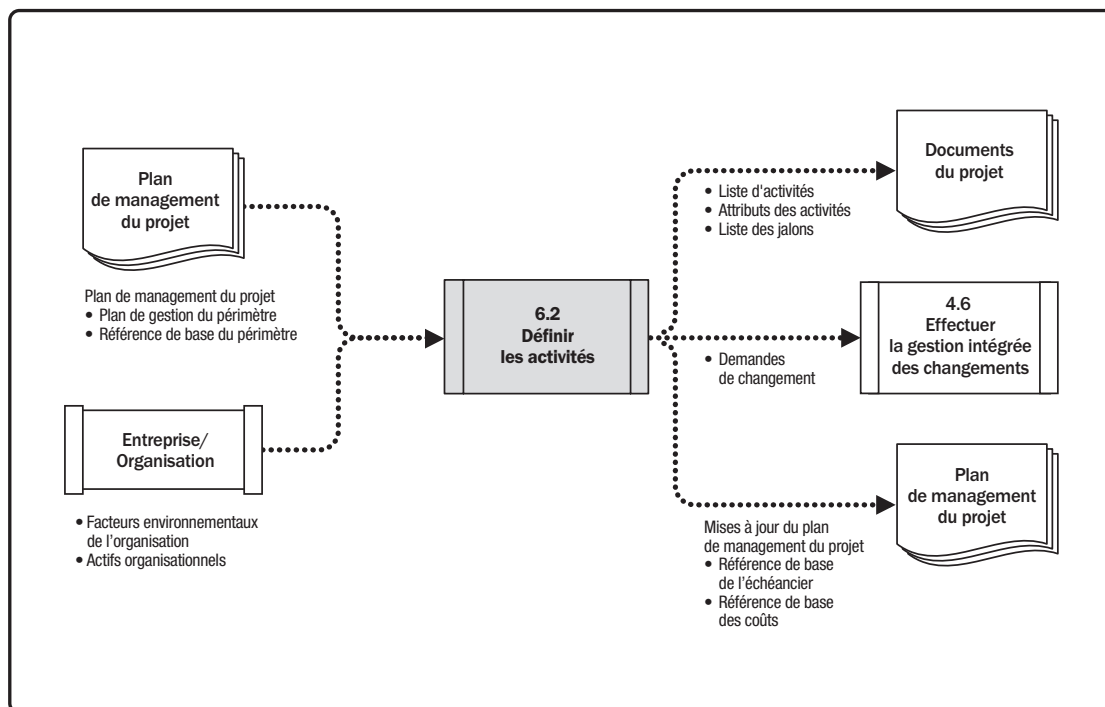 Plan
de management
du projet
Plan de management du projet
• Plan de gestion du périmètre
• Référence de base du périmètre
Entreprise/
Organisation
• Facteurs environnementaux
de l’organisation
• Actifs organisationnels
6.2
Définir
les activités
• Liste d'activités
• Attributs des activités
• Liste des jalons
Documents
du projet
• Demandes
de changement
4.6
Effectuer
la gestion intégrée
des changements
Mises à jour du plan
de management du projet
• Référence de base
de l’échéancier
• Référence de base
des coûts
Plan
de management
du projet